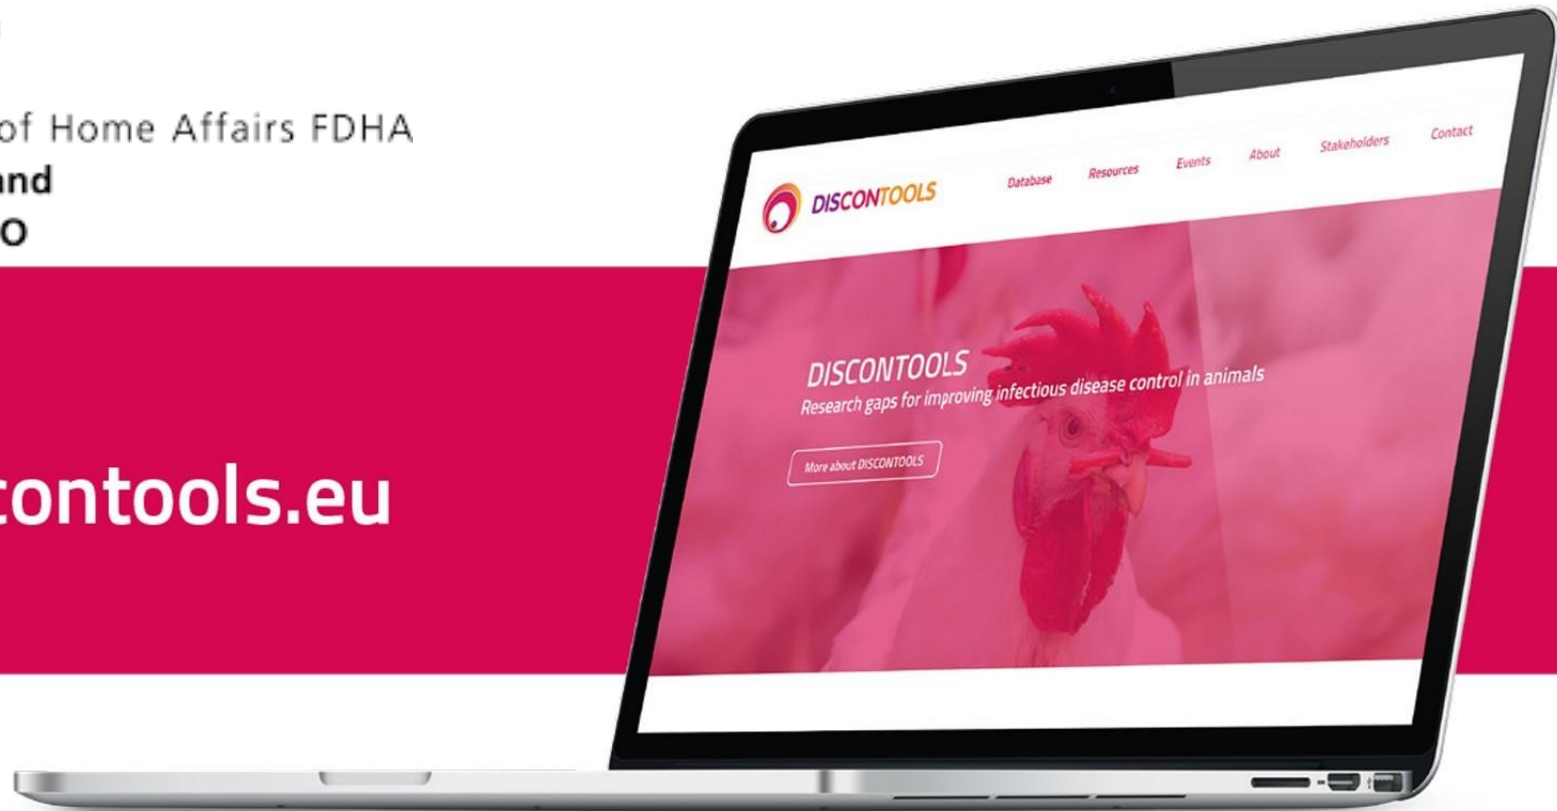 of Home Affairs FDHA
and
O
contools.eu
DISCONTOOLS
Database
Resources
Events
About
Stakeholders
Contact
DISCONTOOLS
Research gaps for improving infectious disease control in animals
More about DISCONTOOLS